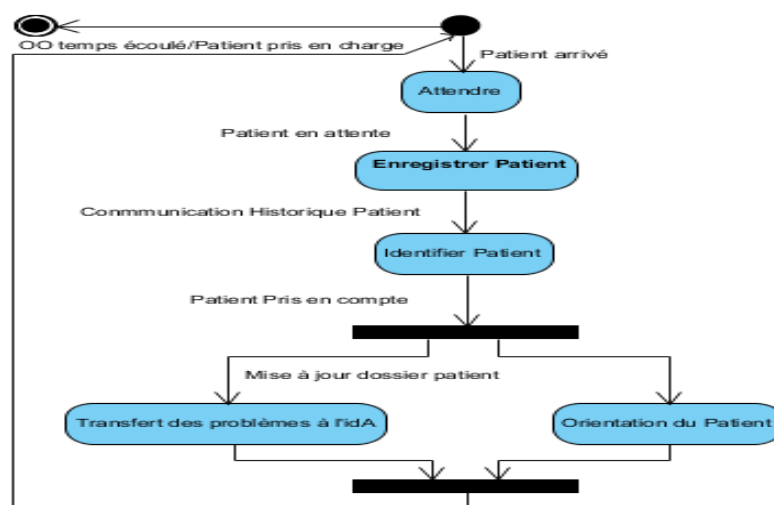 OO temps écoulé/Patient pris en charge
Patient arrivé
Attendre
Patient en attente
Enregistrer Patient
Conmmunication Historique Patient
Identifier Patient
Patient Pris en compte
Mise à jour dossier patient
Transfert des problèmes à l'idA
Orientation du Patient